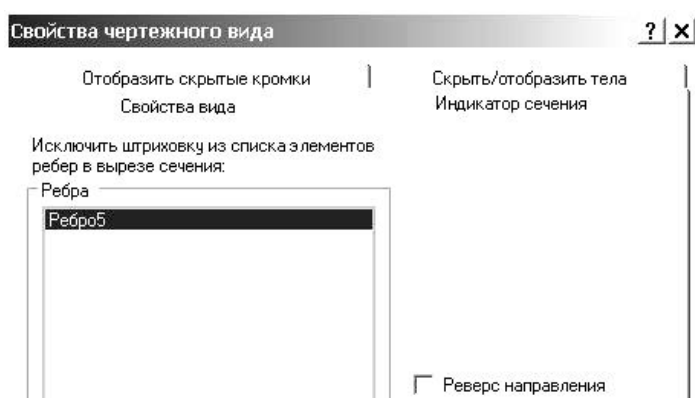 Свойства чертежного вида
Отобразить скрытые кромки
Скрыть/отобразить тела
Свойства вида
Индикатор сечения
Исключить штриховку из списка элементов
ребер в вырезе сечения:
Ребра
Ребро5
Реверс направления